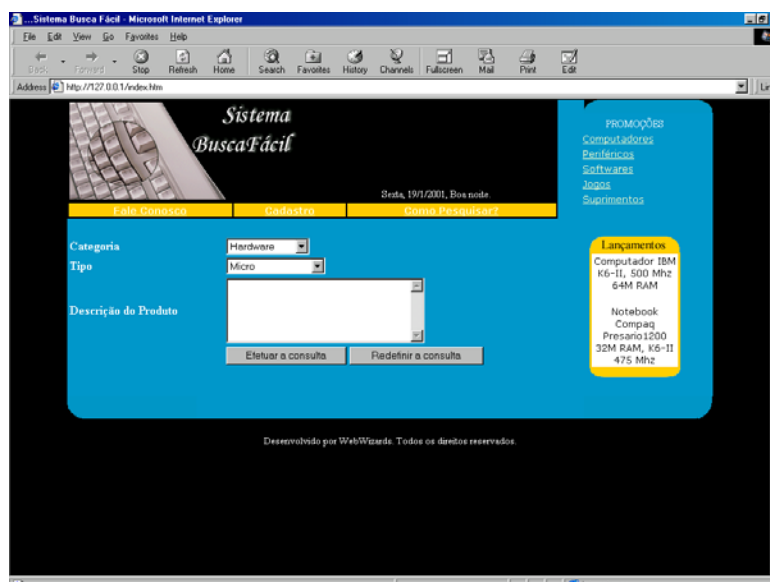 ...Sistema Busca Fácil - Microsoft Internet Explorer
File Edit View Go Favorites Help
Back Forward Stop Refresh Home Search Favorites History Channels Fullscreen Mail Print Edit
Address http://127.0.0.1/index.htm
Sistema
BuscaFácil
Sexta, 19/1/2001, Boa noite.
Fale Conosco Cadastro Como Pesquisar?
PROMOÇÕES
Computadores
Periféricos
Softwares
Jogos
Suprimentos
Categoria Hardware
Tipo Micro
Descrição do Produto
Efetuar a consulta Redefinir a consulta
Lançamentos
Computador IBM
K6-II, 500 Mhz
64M RAM
Notebook
Compaq
Presario1200
32M RAM, K6-II
475 Mhz
Desenvolvido por WebWizards. Todos os direitos reservados.